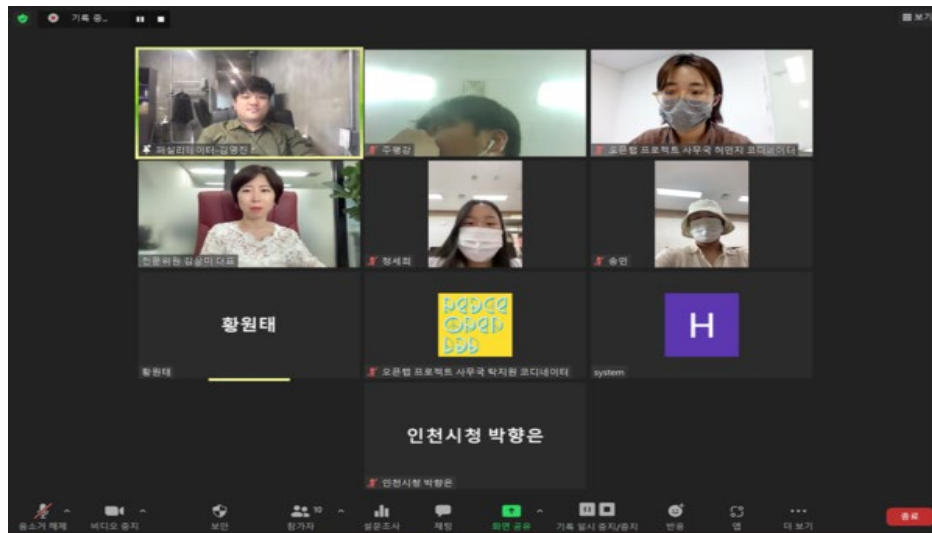 기록 중...
보기
퍼실리테이터-김명진
주평강
오픈랩 프로젝트 사무국 허민지 코디네이터
전문위원 김상미 대표
정세희
송민
황원태
황원태
오픈랩 프로젝트 사무국 탁지원 코디네이터
H
system
인천시청 박향은
인천시청 박향은
음소거 해제
비디오 중지
보안
10
참가자
설문조사
채팅
화면 공유
기록 일시 중지/중지
반응
앱
더 보기
종료